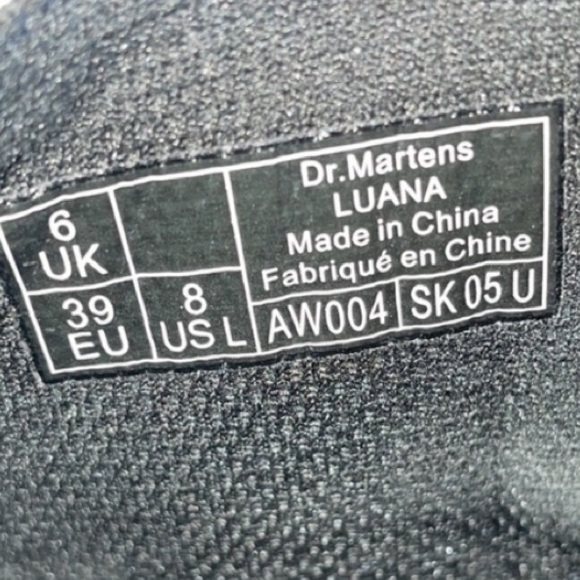 6
UK
39
EU
8
US L
Dr.Martens
LUANA
Made in China
Fabriqué en Chine
AW004
SK 05 U